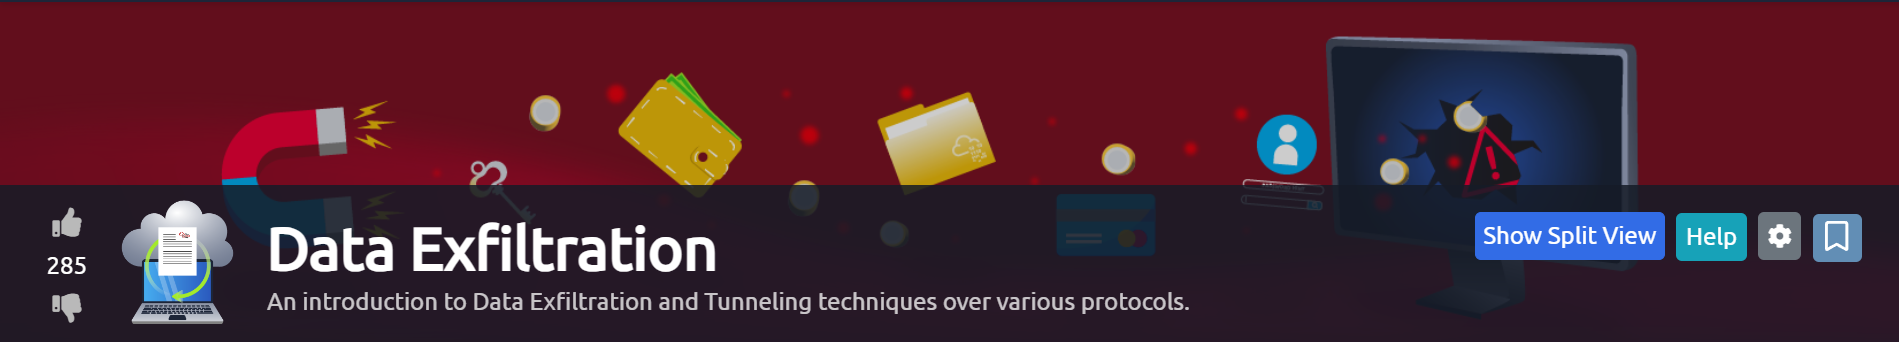 285
Data Exfiltration
An introduction to Data Exfiltration and Tunneling techniques over various protocols.
Show Split View
Help